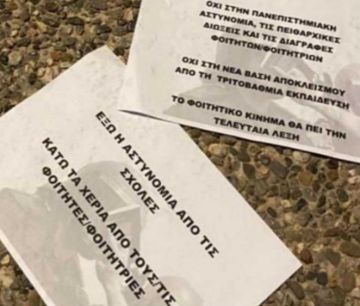 ΟΧΙ ΣΤΗΝ ΠΑΝΕΠΙΣΤΗΜΙΑΚΗ
ΑΣΤΥΝΟΜΙΑ, ΤΙΣ ΠΕΙΘΑΡΧΙΚΕΣ
ΔΙΩΞΕΙΣ ΚΑΙ ΤΙΣ ΔΙΑΓΡΑΦΕΣ
ΦΟΙΤΗΤΩΝ/ΦΟΙΤΗΤΡΙΩΝ
ΟΧΙ ΣΤΗ ΝΕΑ ΒΑΣΗ ΑΠΟΚΛΕΙΣΜΟΥ
ΑΠΟ ΤΗ ΤΡΙΤΟΒΑΘΜΙΑ ΕΚΠΑΙΔΕΥΣΗ
ΤΟ ΦΟΙΤΗΤΙΚΟ ΚΙΝΗΜΑ ΘΑ ΠΕΙ ΤΗΝ
ΤΕΛΕΥΤΑΙΑ ΛΕΞΗ
ΕΞΩ Η ΑΣΤΥΝΟΜΙΑ ΑΠΟ ΤΙΣ
ΣΧΟΛΕΣ
ΚΑΤΩ ΤΑ ΧΕΡΙΑ ΑΠΟ ΤΟΥΣ/ΤΙΣ
ΦΟΙΤΗΤΕΣ/ΦΟΙΤΗΤΡΙΕΣ